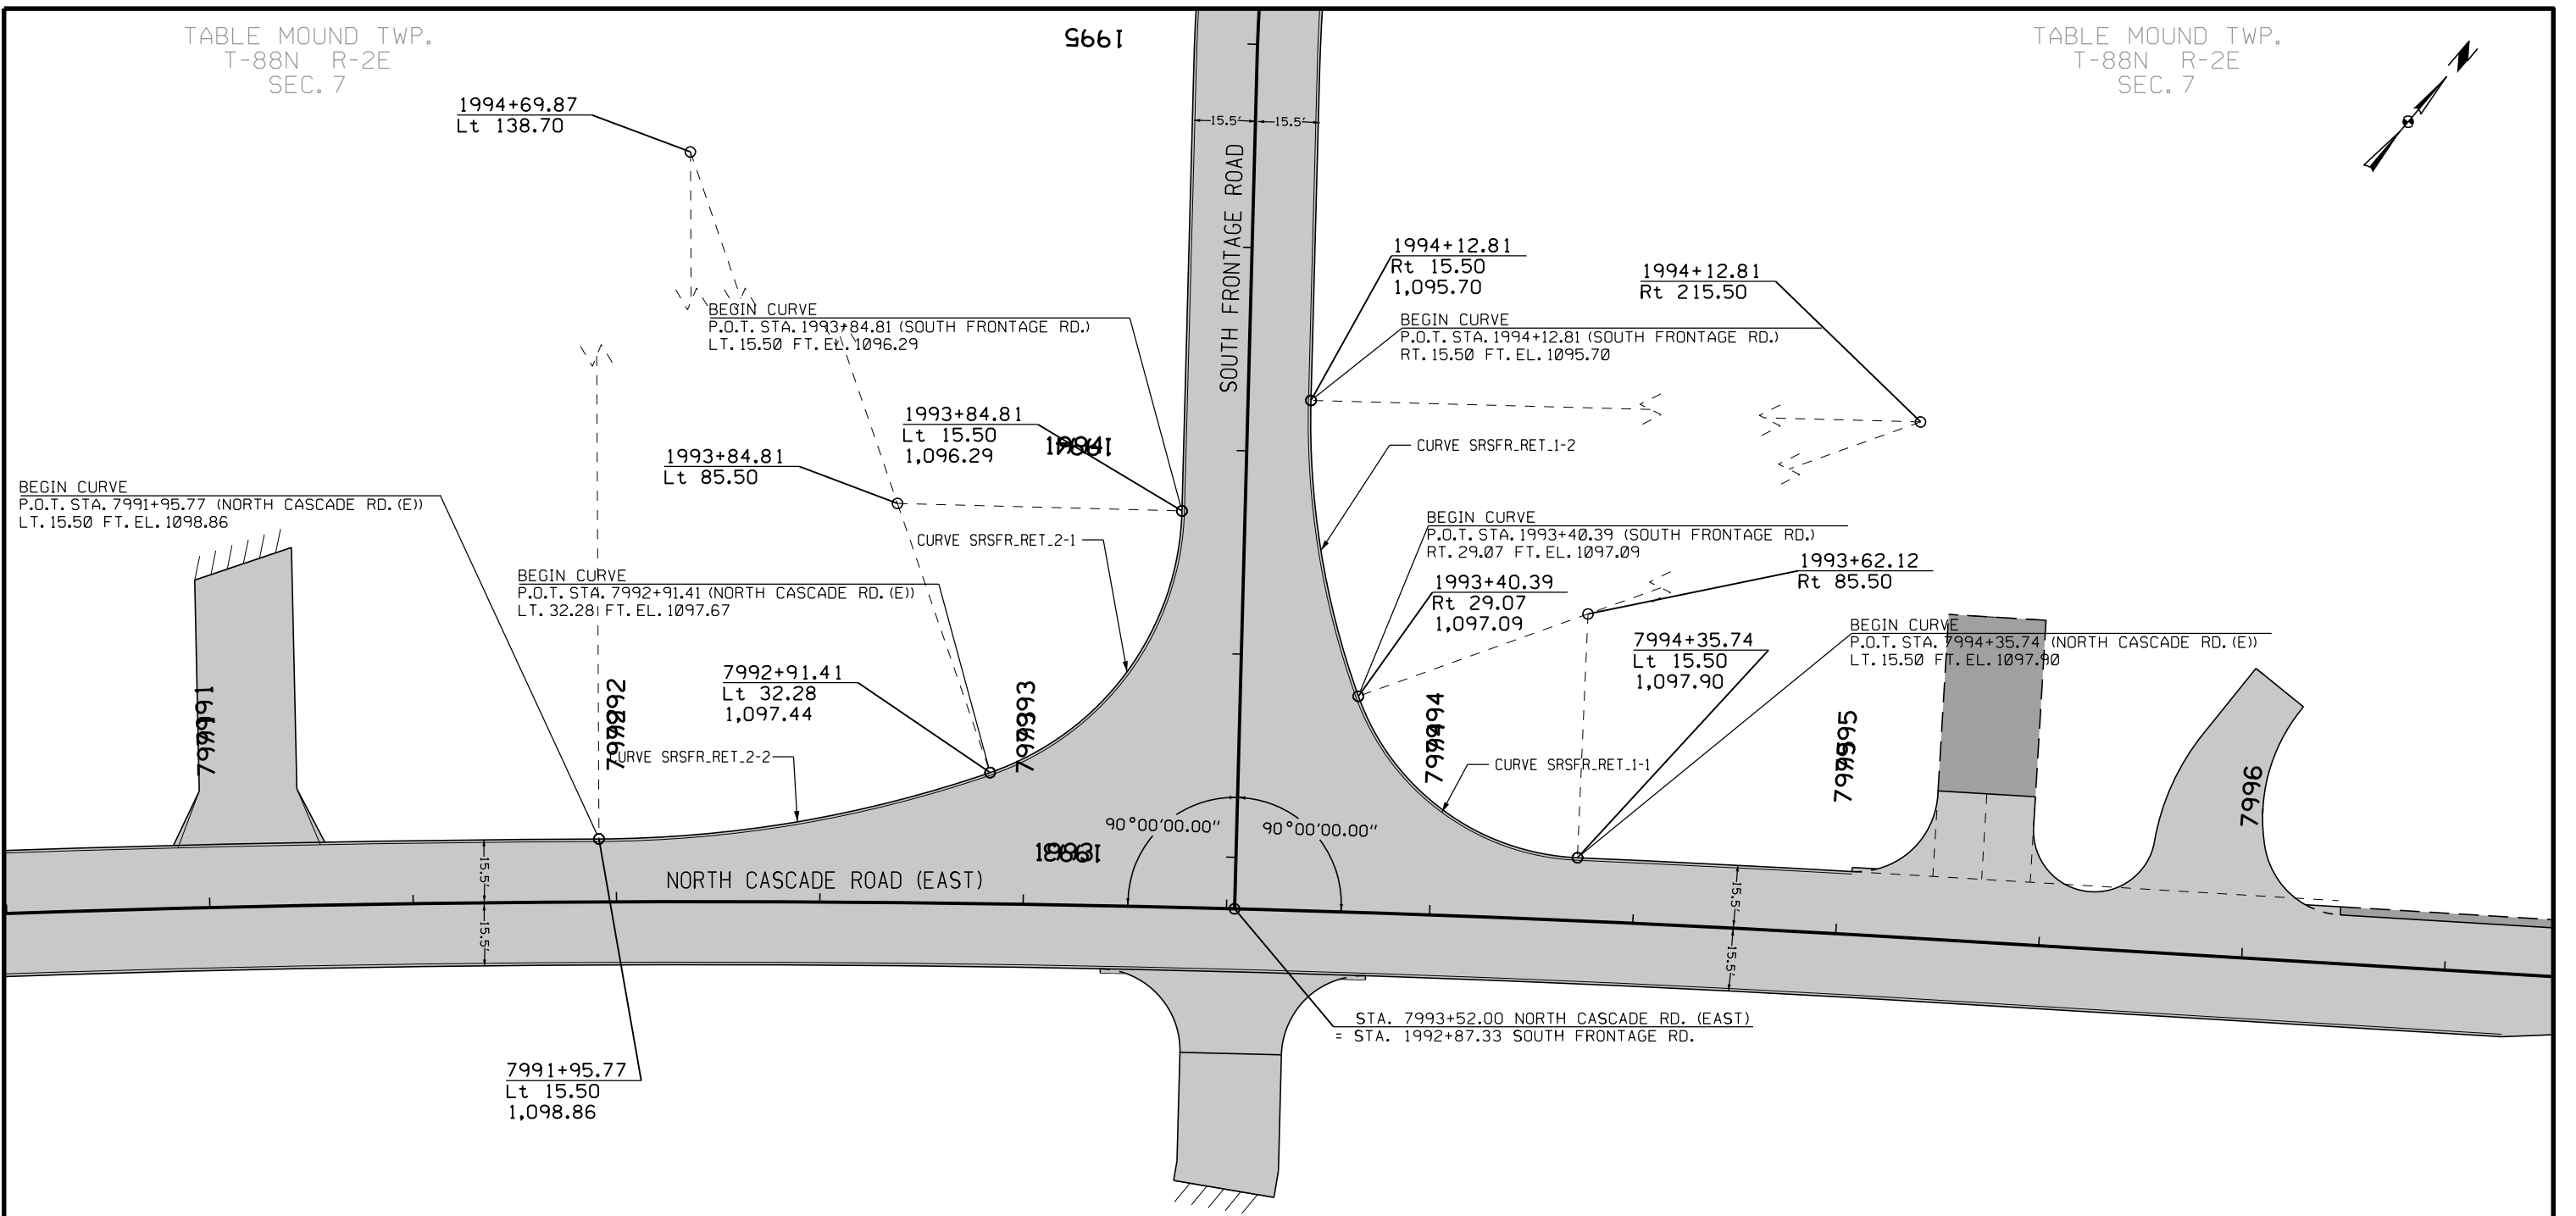 TABLE MOUND TWP.
T-88N R-2E
SEC. 7
1995
TABLE MOUND TWP.
T-88N R-2E
SEC. 7
1994+69.87
Lt 138.70
15.5'
15.5'
SOUTH FRONTAGE ROAD
1994+12.81
Rt 15.50
1,095.70
1994+12.81
Rt 215.50
BEGIN CURVE
P.O.T. STA. 1993+84.81 (SOUTH FRONTAGE RD.)
LT. 15.50 FT. EL. 1096.29
BEGIN CURVE
P.O.T. STA. 1994+12.81 (SOUTH FRONTAGE RD.)
RT. 15.50 FT. EL. 1095.70
1993+84.81
Lt 15.50
1,096.29
1993+84.81
Lt 85.50
CURVE SRSFR_RET_1-2
BEGIN CURVE
P.O.T. STA. 7991+95.77 (NORTH CASCADE RD. (E))
LT. 15.50 FT. EL. 1098.86
CURVE SRSFR_RET_2-1
BEGIN CURVE
P.O.T. STA. 1993+40.39 (SOUTH FRONTAGE RD.)
RT. 29.07 FT. EL. 1097.09
BEGIN CURVE
P.O.T. STA. 7992+91.41 (NORTH CASCADE RD. (E))
LT. 32.28 FT. EL. 1097.67
1993+40.39
Rt 29.07
1,097.09
1993+62.12
Rt 85.50
7994+35.74
Lt 15.50
1,097.90
BEGIN CURVE
P.O.T. STA. 7994+35.74 (NORTH CASCADE RD. (E))
LT. 15.50 FT. EL. 1097.90
7992+91.41
Lt 32.28
1,097.44
CURVE SRSFR_RET_2-2
CURVE SRSFR_RET_1-1
7996
90°00'00.00"
90°00'00.00"
15.5'
NORTH CASCADE ROAD (EAST)
15.5'
15.5'
15.5'
STA. 7993+52.00 NORTH CASCADE RD. (EAST)
= STA. 1992+87.33 SOUTH FRONTAGE RD.
7991+95.77
Lt 15.50
1,098.86